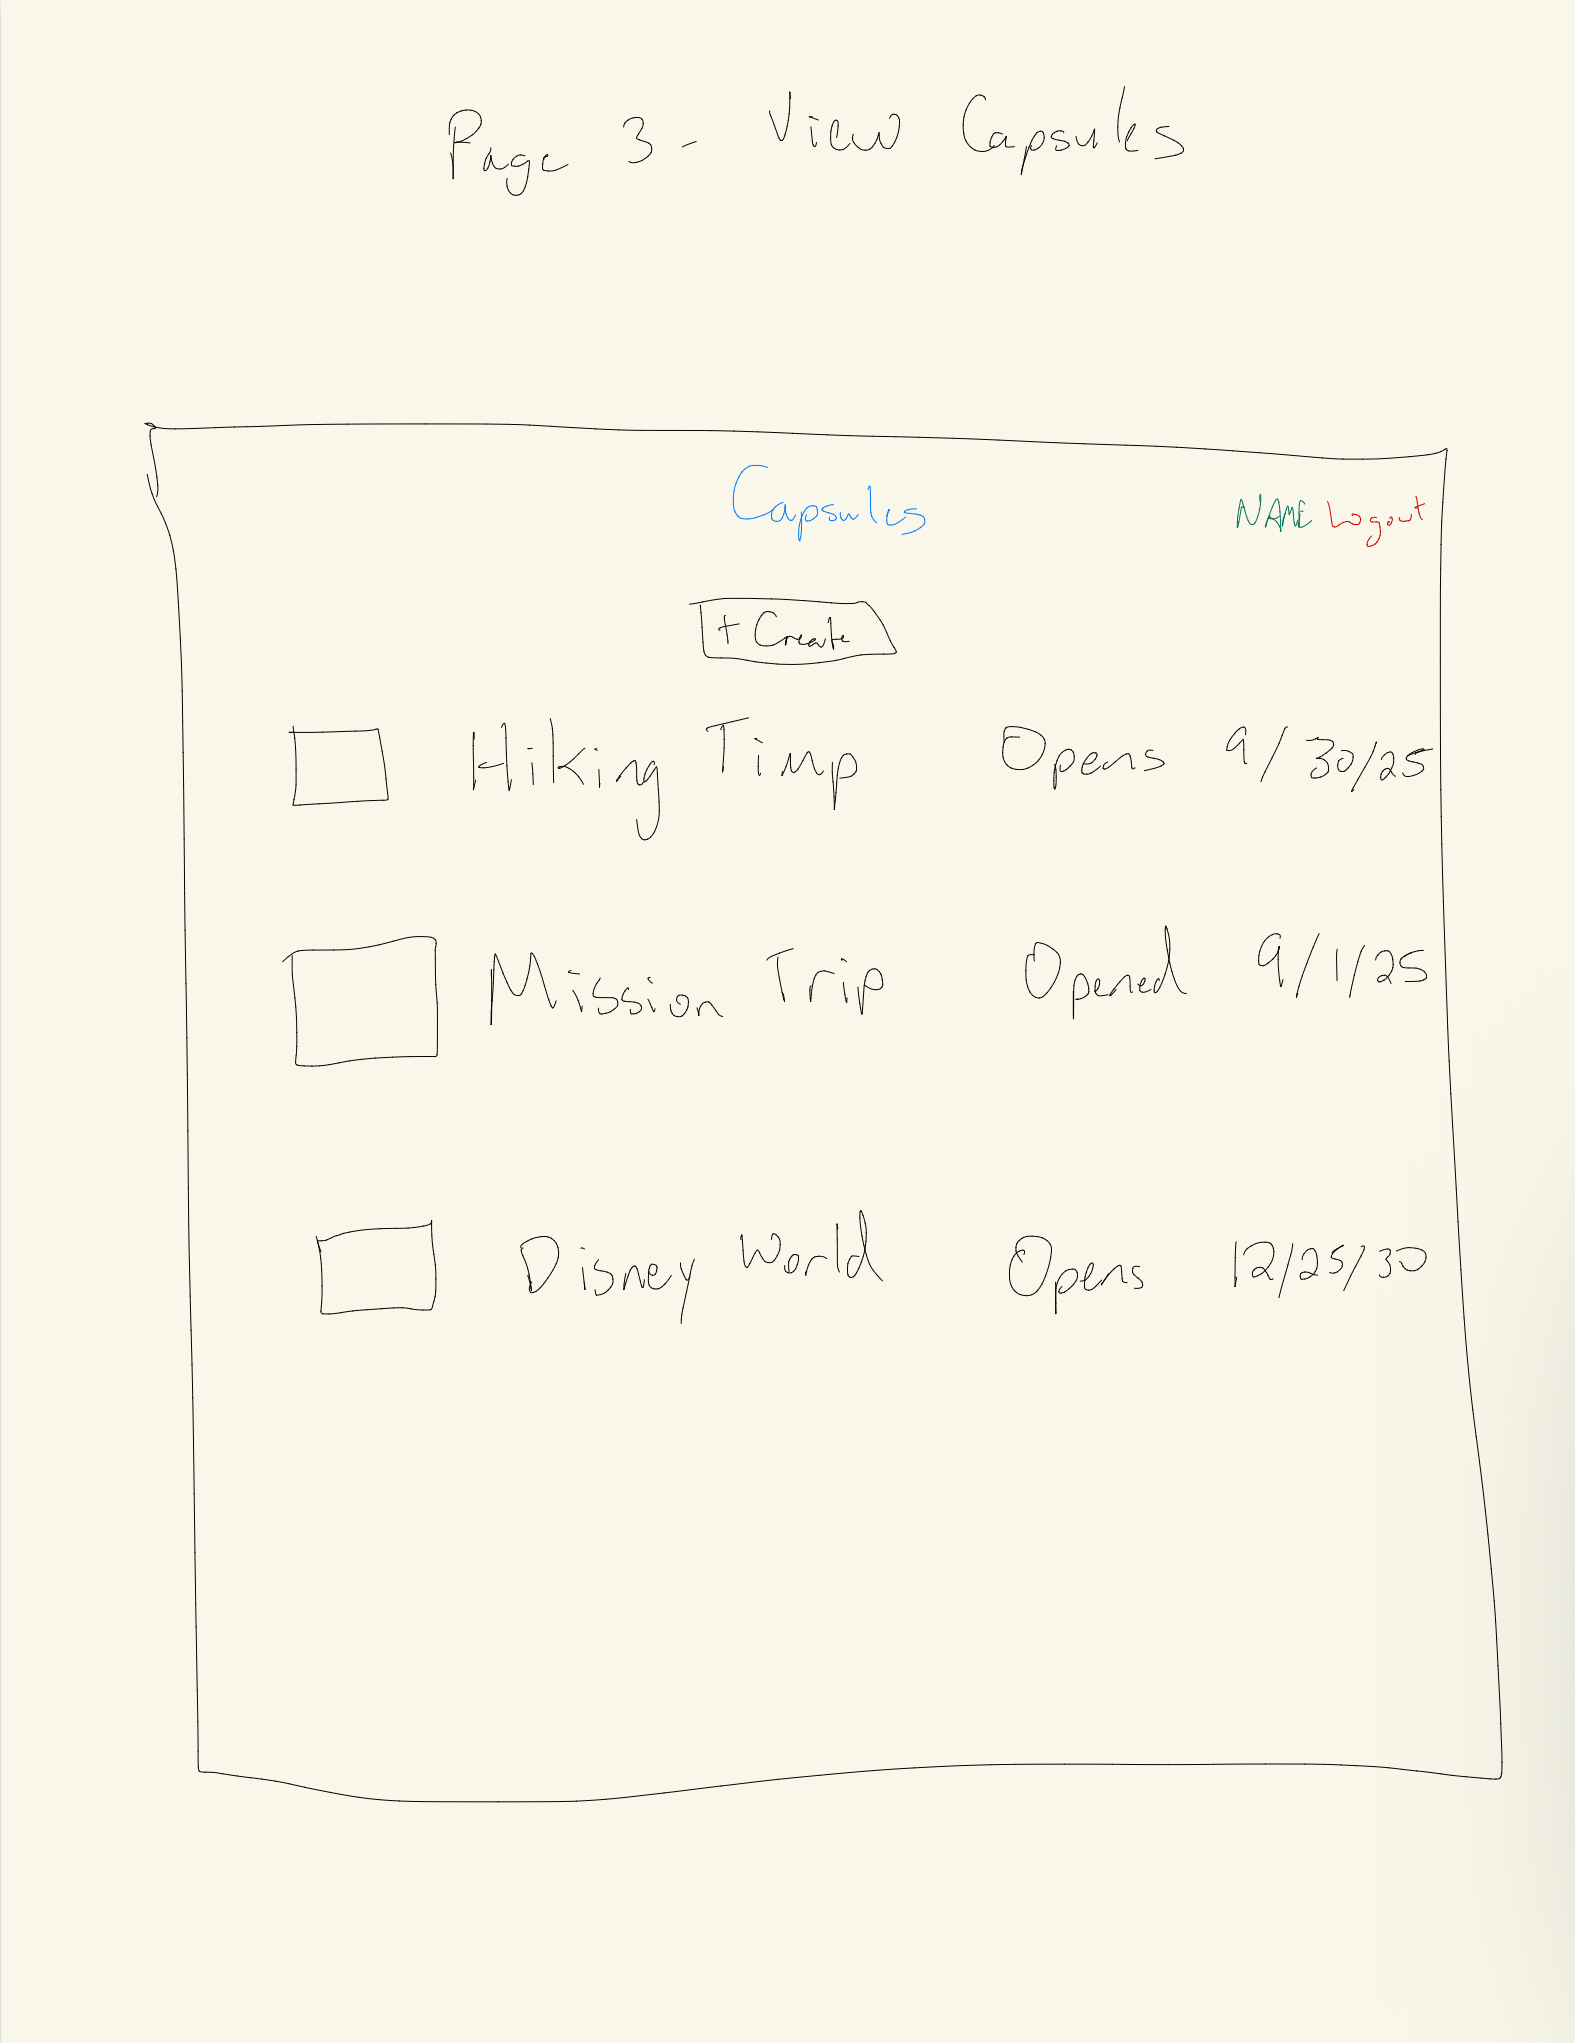 Page 3 - View Capsules
Capsules
NAME Logout
+ Create
Hiking Timp Opens 9/30/25
Mission Trip Opened 9/1/25
Disney World Opens 12/25/30